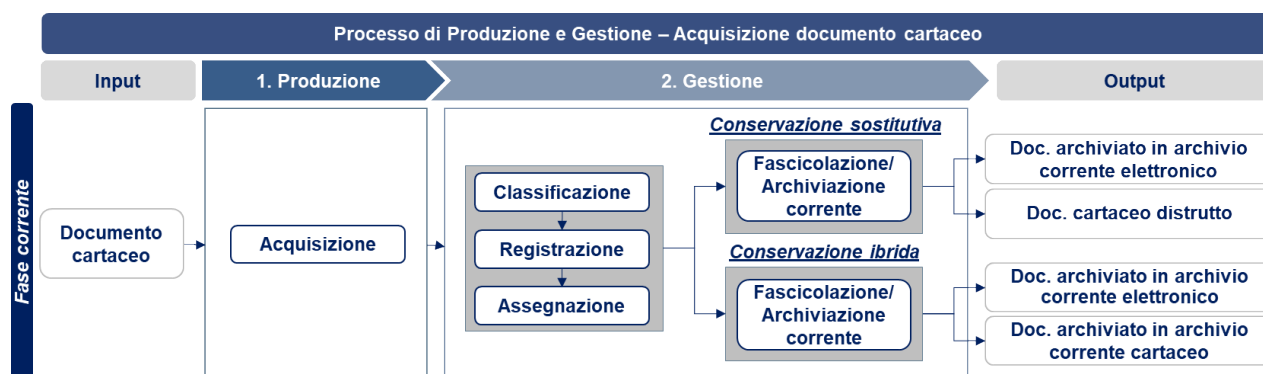 Processo di Produzione e Gestione – Acquisizione documento cartaceo
Input
1. Produzione
2. Gestione
Output
Fase corrente
Documento
cartaceo
Acquisizione
Classificazione
Registrazione
Assegnazione
Conservazione sostitutiva
Fascicolazione/
Archiviazione
corrente
Conservazione ibrida
Fascicolazione/
Archiviazione
corrente
Doc. archiviato in archivio
corrente elettronico
Doc. cartaceo distrutto
Doc. archiviato in archivio
corrente elettronico
Doc. archiviato in archivio
corrente cartaceo